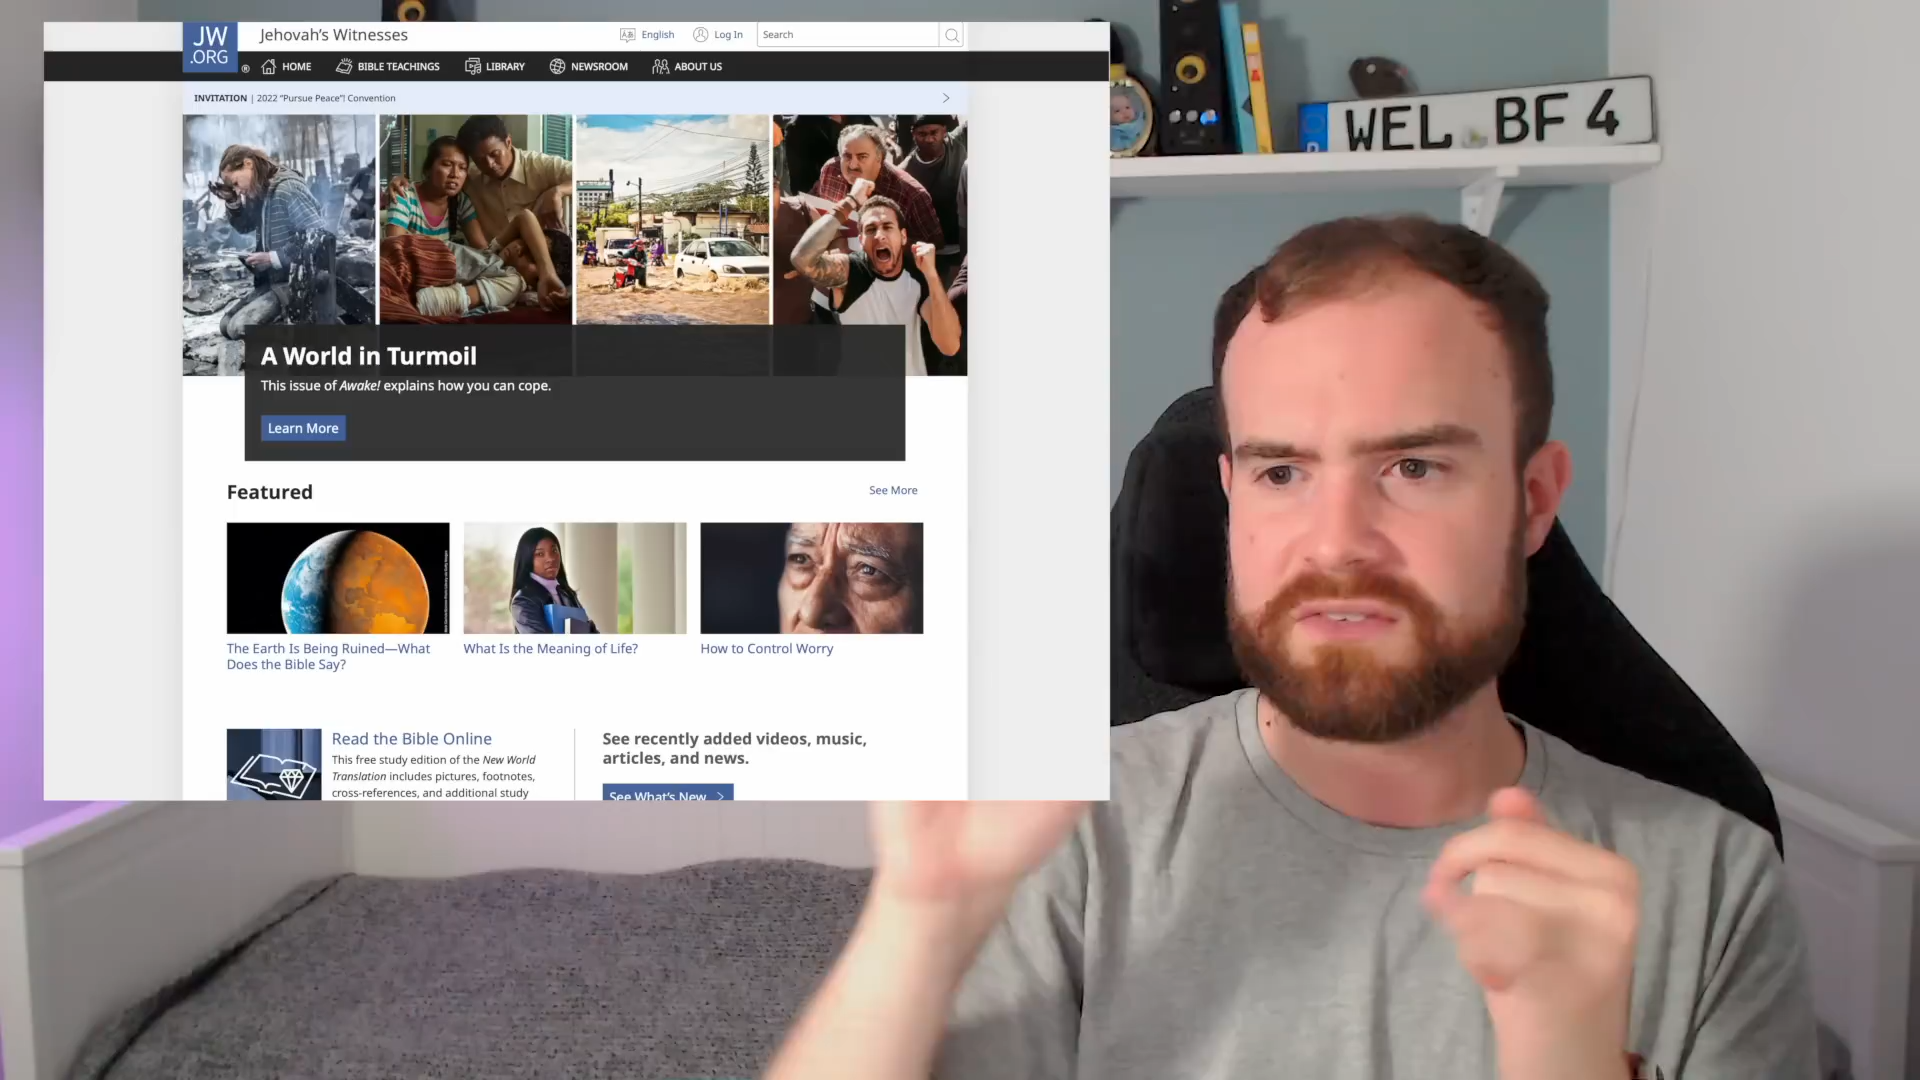 JW
.ORG
®
Jehovah's Witnesses
English
Log In
Search
HOME
BIBLE TEACHINGS
LIBRARY
NEWSROOM
ABOUT US
INVITATION | 2022 "Pursue Peace"! Convention
A World in Turmoil
This issue of Awake! explains how you can cope.
Learn More
Featured
See More
The Earth Is Being Ruined—What
Does the Bible Say?
What Is the Meaning of Life?
How to Control Worry
Read the Bible Online
This free study edition of the New World
Translation includes pictures, footnotes,
cross-references, and additional study
See recently added videos, music,
articles, and news.
See What's New
WEL BF 4
D